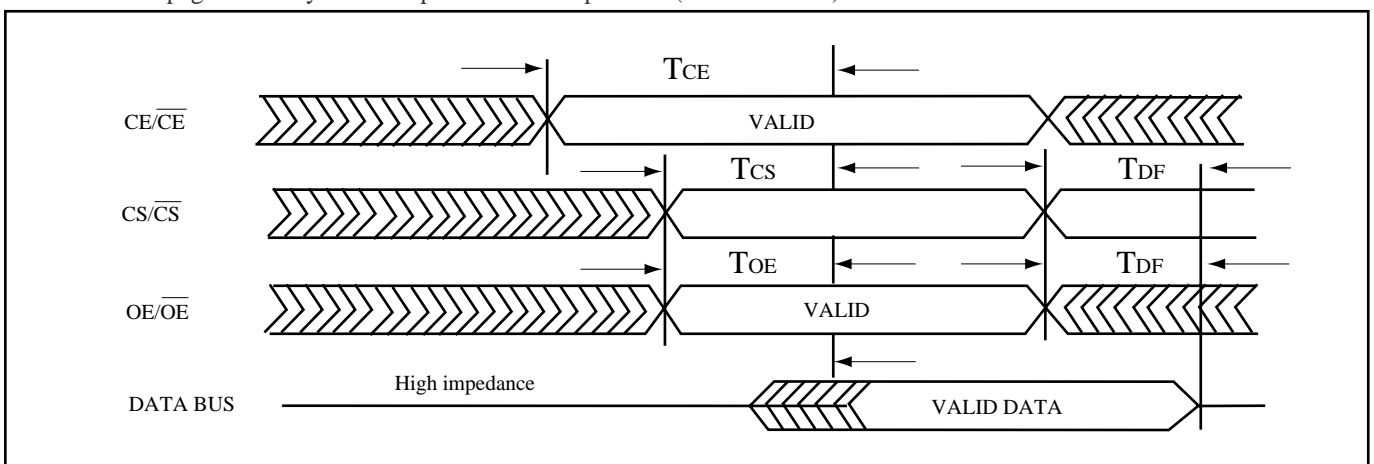 TCE
CE/CE
VALID
TCS
TDF
CS/CS
TOE
TDF
OE/OE
VALID
High impedance
DATA BUS
VALID DATA